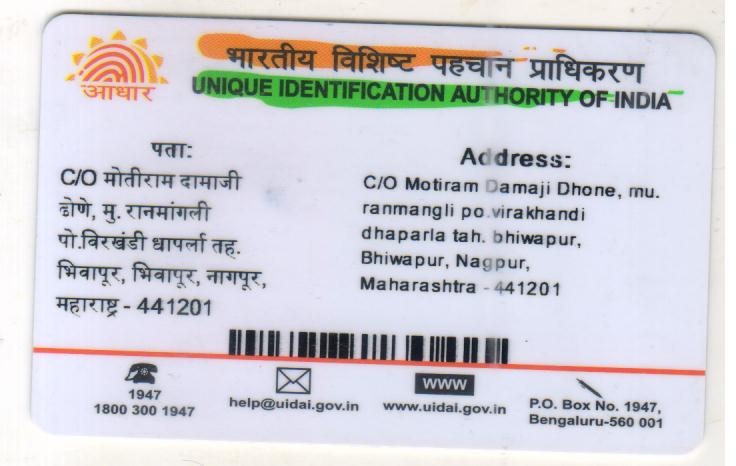 आधार
भारतीय विशिष्ट पहचान प्राधिकरण
UNIQUE IDENTIFICATION AUTHORITY OF INDIA
पता:
C/O मोतीराम दामाजी
ढोणे, मु. रानमांगली
पो.विरखंडी धापर्ला तह.
भिवापूर, भिवापूर, नागपूर,
महाराष्ट्र - 441201
Address:
C/O Motiram Damaji Dhone, mu.
ranmangli po.virakhandi
dhaparla tah. bhiwapur,
Bhiwapur, Nagpur,
Maharashtra - 441201
1947
1800 300 1947
help@uidai.gov.in
www
www.uidai.gov.in
P.O. Box No. 1947,
Bengaluru-560 001